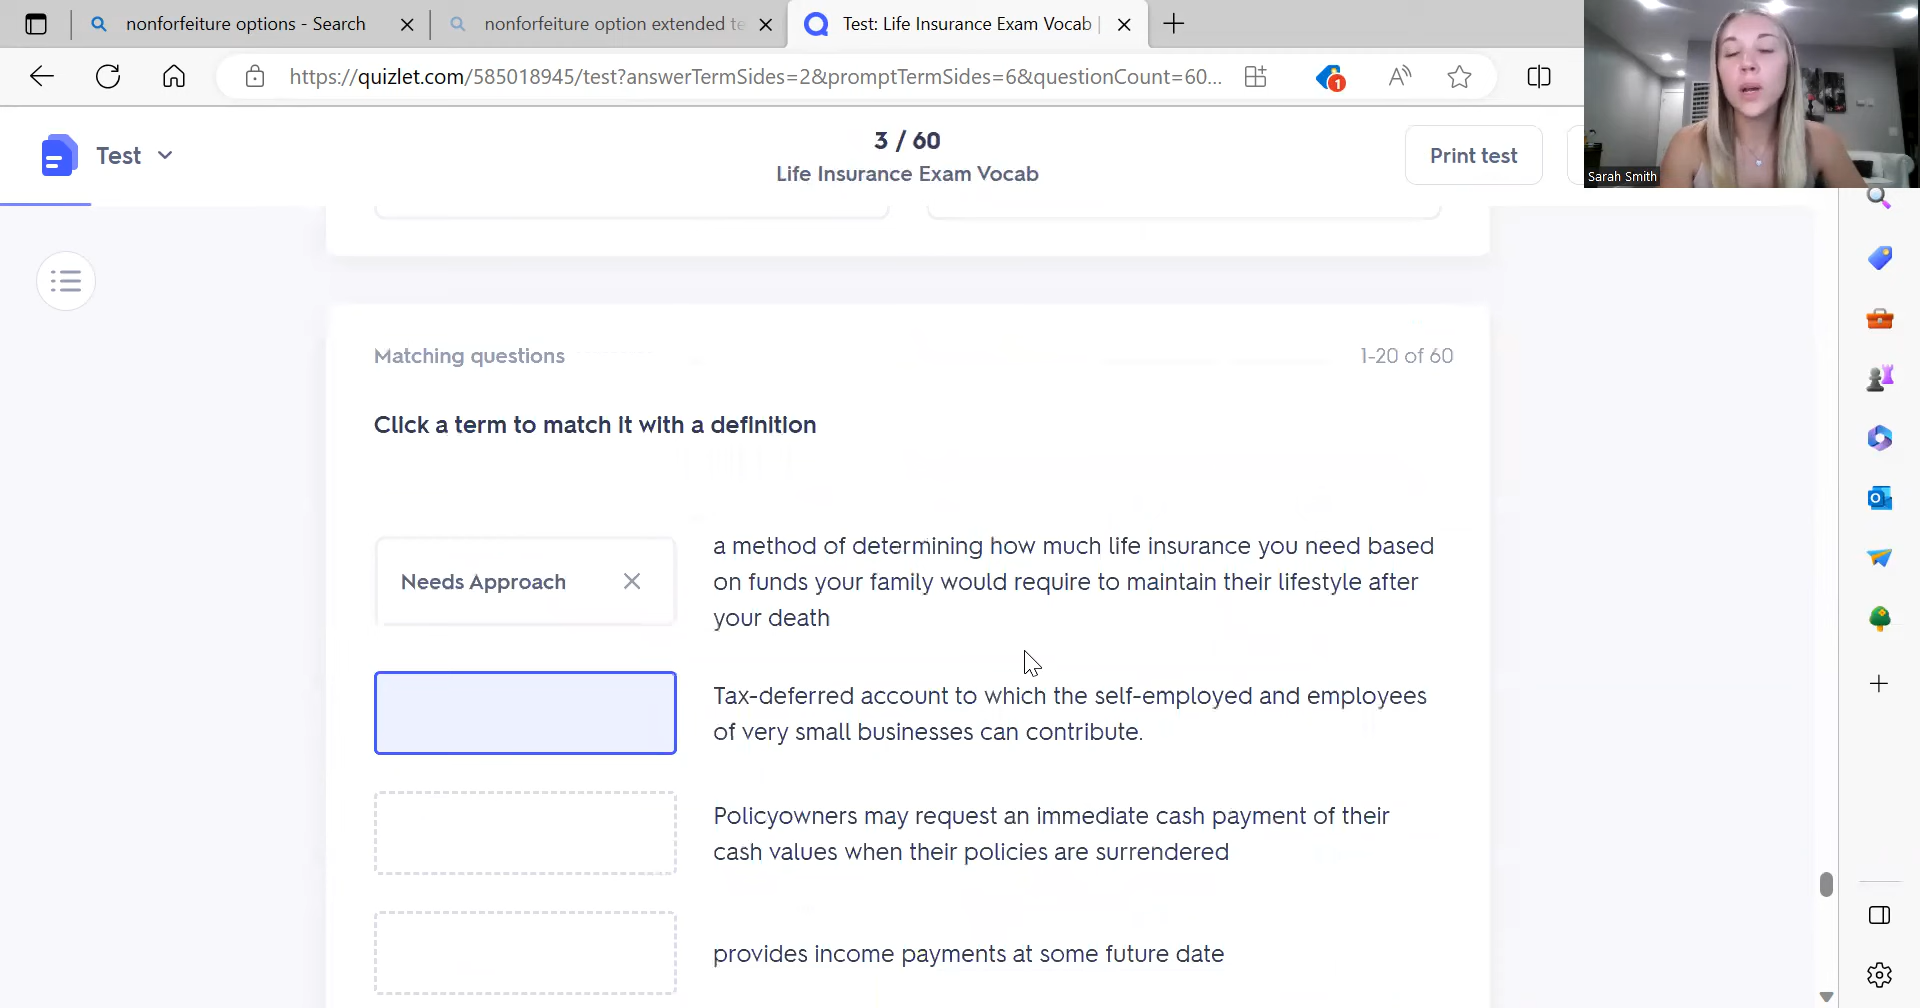 nonforfeiture options - Search
nonforfeiture option extended te
Test: Life Insurance Exam Vocab |
https://quizlet.com/585018945/test?answerTermSides=2&promptTermSides=6&questionCount=60...
1
A
Sarah Smith
Test
3 / 60
Life Insurance Exam Vocab
Print test
Matching questions
1-20 of 60
Click a term to match it with a definition
Needs Approach
a method of determining how much life insurance you need based
on funds your family would require to maintain their lifestyle after
your death
Tax-deferred account to which the self-employed and employees
of very small businesses can contribute.
Policyowners may request an immediate cash payment of their
cash values when their policies are surrendered
provides income payments at some future date